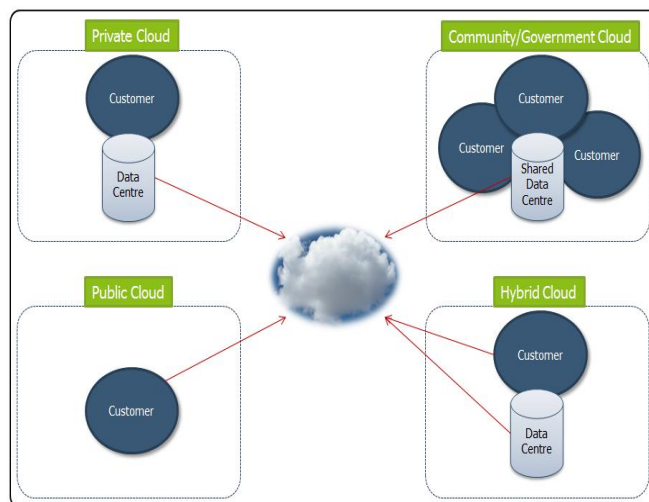 Private Cloud
Customer
Data
Centre
Community/Government Cloud
Customer
Customer
Customer
Shared
Data
Centre
Public Cloud
Customer
Hybrid Cloud
Customer
Data
Centre